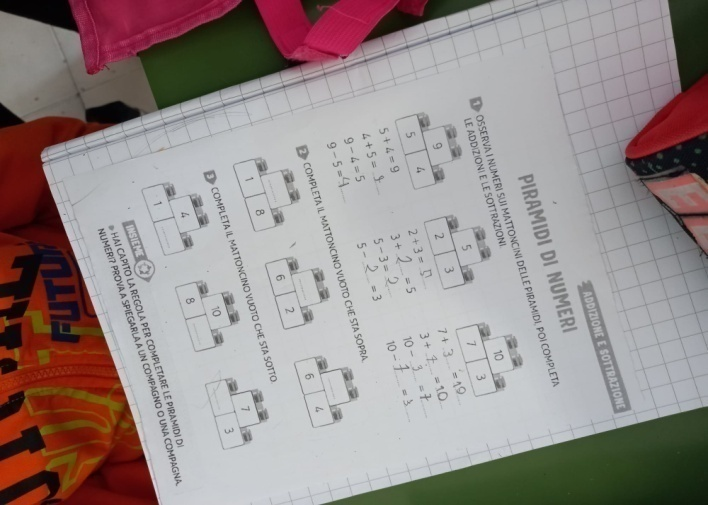 ADDIZIONE E SOTTRAZIONE
PIRAMIDI DI NUMERI
1 OSSERVA I NUMERI SUI MATTONCINI DELLE PIRAMIDI, POI COMPLETA
LE ADDIZIONI E LE SOTTRAZIONI.
9 5 10
5 4 2 3 7 3
5 + 4 = 9 2 + 3 = 5 7 + 3 = 10
4 + 5 = 9 3 + 2 = 5 3 + 7 = 10
9 - 4 = 5 5 - 3 = 2 10 - 3 = 7
9 - 5 = 4 5 - 2 = 3 10 - 7 = 3
2 COMPLETA IL MATTONCINO VUOTO CHE STA SOPRA.
1 8 6 2 6 4
3 COMPLETA IL MATTONCINO VUOTO CHE STA SOTTO.
4 10 7
1 8 3
INSIEME
HAI CAPITO LA REGOLA PER COMPLETARE LE PIRAMIDI DI
NUMERI? PROVA A SPIEGARLA A UN COMPAGNO O UNA COMPAGNA.